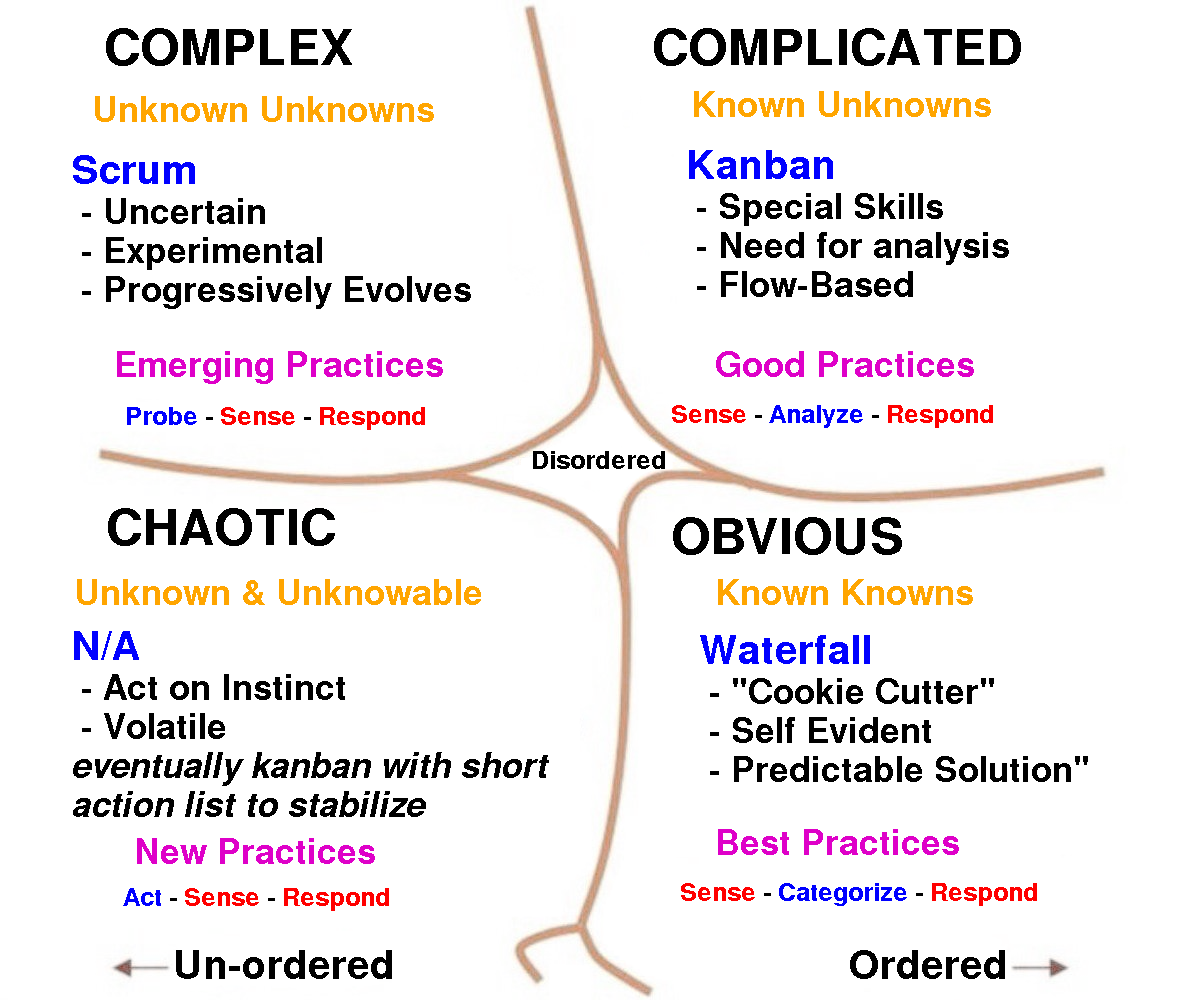 COMPLEX
Unknown Unknowns
Scrum
- Uncertain
- Experimental
- Progressively Evolves
Emerging Practices
Probe - Sense - Respond
COMPLICATED
Known Unknowns
Kanban
- Special Skills
- Need for analysis
- Flow-Based
Good Practices
Sense - Analyze - Respond
Disordered
CHAOTIC
Unknown & Unknowable
N/A
- Act on Instinct
- Volatile
eventually kanban with short
action list to stabilize
New Practices
Act - Sense - Respond
OBVIOUS
Known Knowns
Waterfall
- "Cookie Cutter"
- Self Evident
- Predictable Solution"
Best Practices
Sense - Categorize - Respond
Un-ordered
Ordered